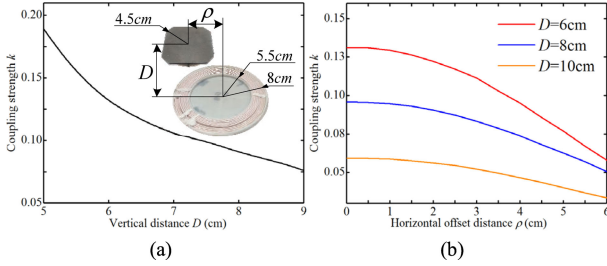 (a)
0.20
0.15
0.10
0.05
Coupling strength k
4.5cm
ρ
D
5.5cm
8cm
5
6
7
8
9
Vertical distance D (cm)
(a)
(b)
0.15
0.13
0.10
0.08
0.05
Coupling strength k
D=6cm
D=8cm
D=10cm
0
1
2
3
4
5
6
Horizontal offset distance ρ (cm)
(b)